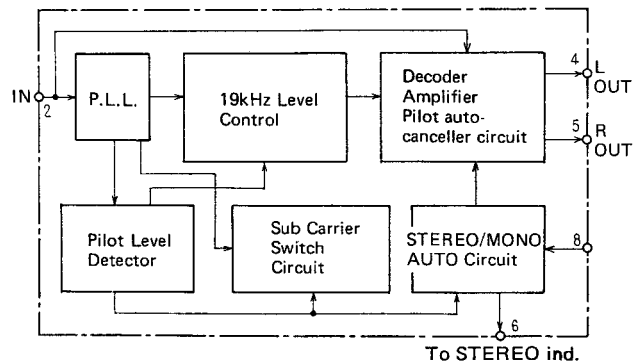 IN
2
P.L.L.
19kHz Level
Control
Decoder
Amplifier
Pilot auto-
canceller circuit
4
L
OUT
5
R
OUT
Pilot Level
Detector
Sub Carrier
Switch
Circuit
STEREO/MONO
AUTO Circuit
8
6
To STEREO ind.